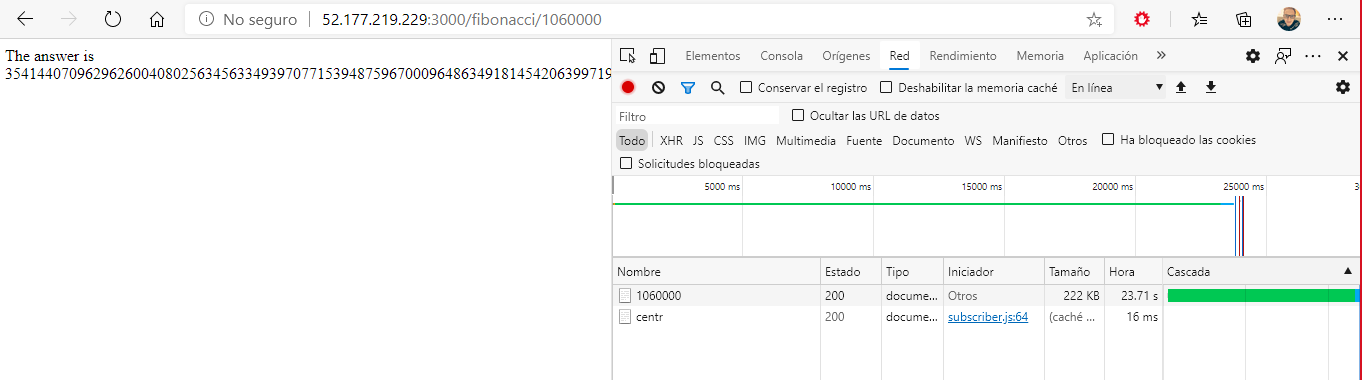 No seguro 52.177.219.229:3000/fibonacci/1060000
The answer is
Elementos Consola Orígenes Red Rendimiento Memoria Aplicación »
Conservar el registro Deshabilitar la memoria caché En línea
Filtro Ocultar las URL de datos
Todo XHR JS CSS IMG Multimedia Fuente Documento WS Manifiesto Otros Ha bloqueado las cookies
Solicitudes bloqueadas
5000 ms 10000 ms 15000 ms 20000 ms 25000 ms 3
Nombre Estado Tipo Iniciador Tamaño Hora Cascada
1060000 200 docume... Otros 222 KB 23.71 s
centr 200 docume... subscriber.js:64 (caché ... 16 ms